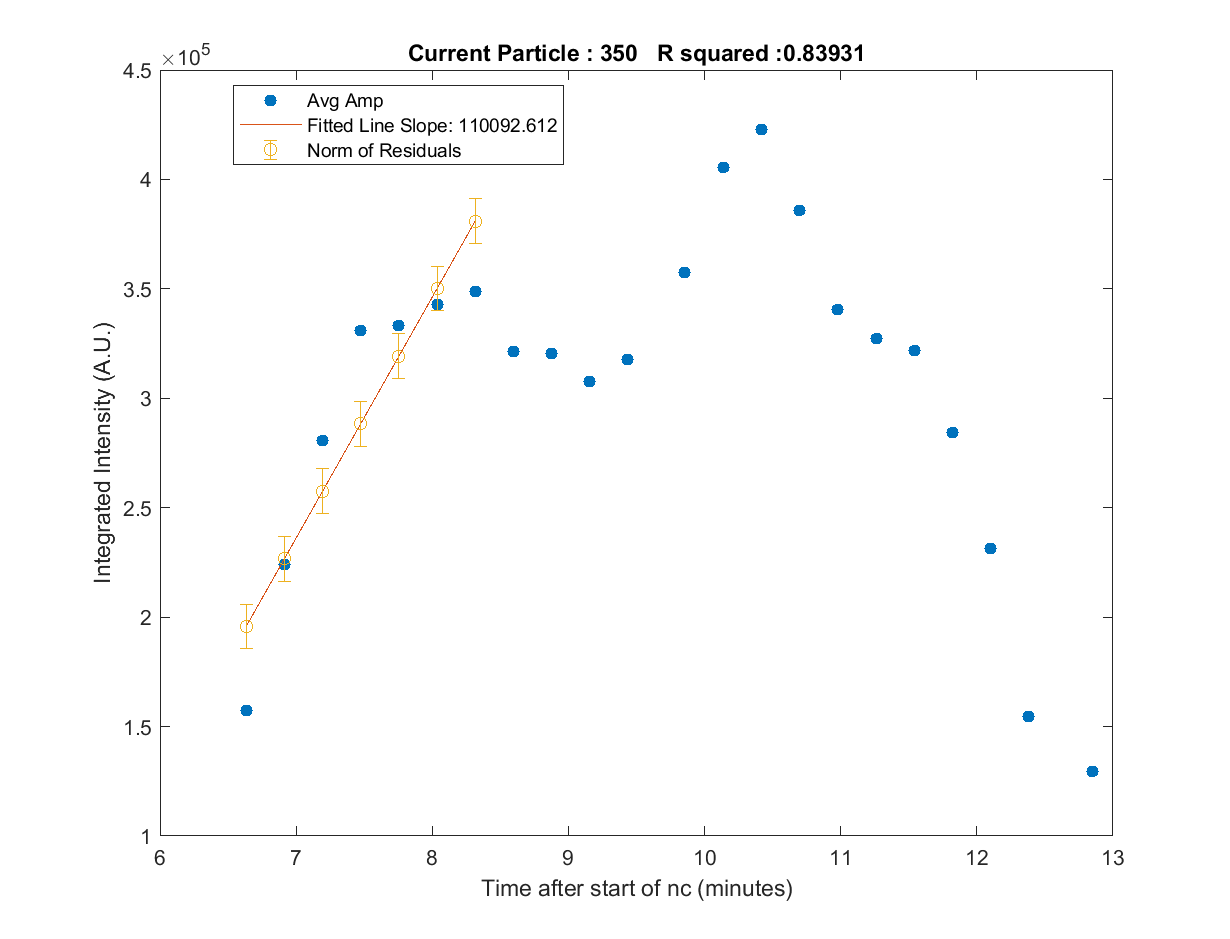 Current Particle : 350   R squared :0.83931
×10^5
Avg Amp
Fitted Line Slope: 110092.612
Norm of Residuals
4.5
4
3.5
3
2.5
2
1.5
1
Integrated Intensity (A.U.)
6 7 8 9 10 11 12 13
Time after start of nc (minutes)